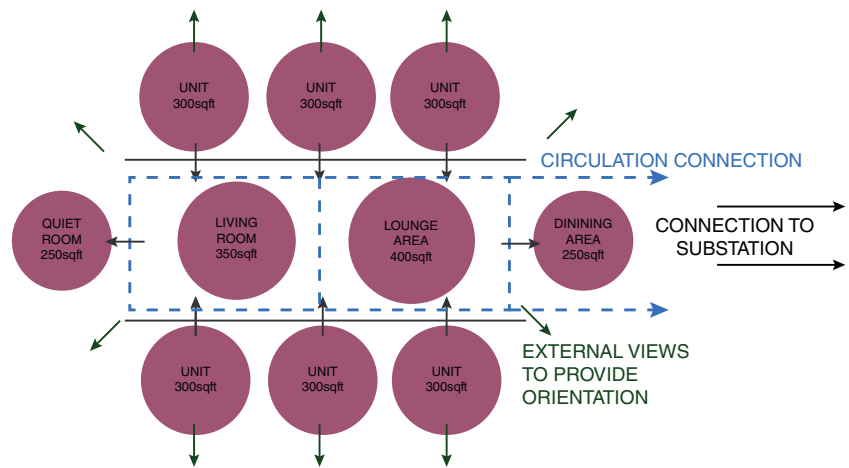 UNIT
300sqft
UNIT
300sqft
UNIT
300sqft
CIRCULATION CONNECTION
QUIET
ROOM
250sqft
LIVING
ROOM
350sqft
LOUNGE
AREA
400sqft
DINING
AREA
250sqft
CONNECTION TO
SUBSTATION
UNIT
300sqft
UNIT
300sqft
UNIT
300sqft
EXTERNAL VIEWS
TO PROVIDE
ORIENTATION